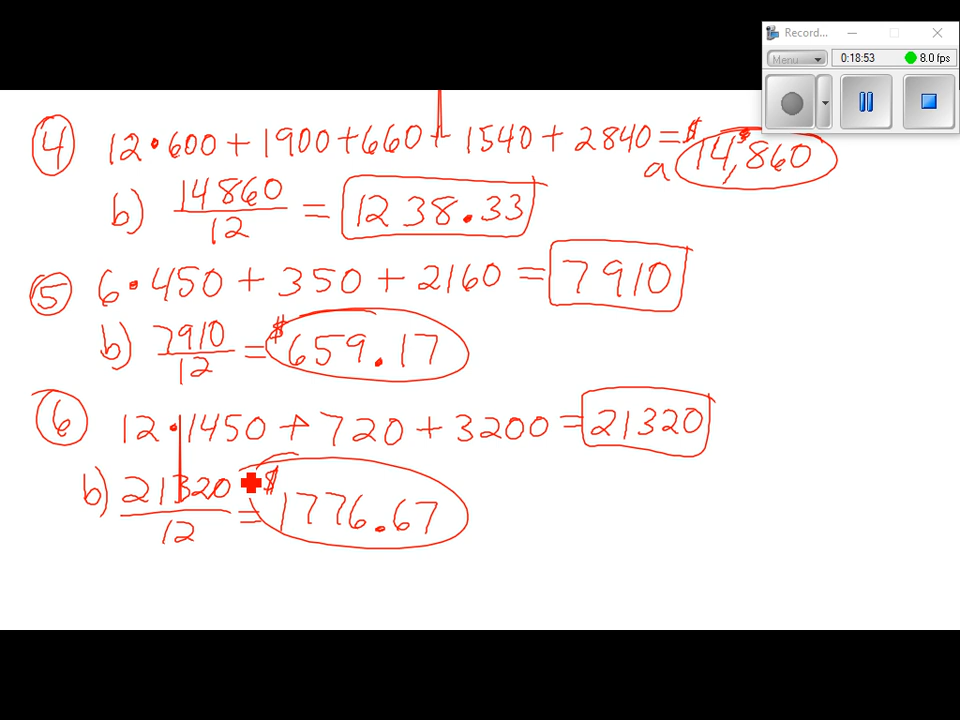 Record...
Menu 0:18:53 8.0 fps
④ 12·600 + 1900 + 660 + 1540 + 2840 = $14,860
a
b) 14860/12 = 1238.33
⑤ 6·450 + 350 + 2160 = 7910
b) 7910/12 = $659.17
⑥ 12·1450 + 720 + 3200 = 21320
b) 21320/12 = $1776.67